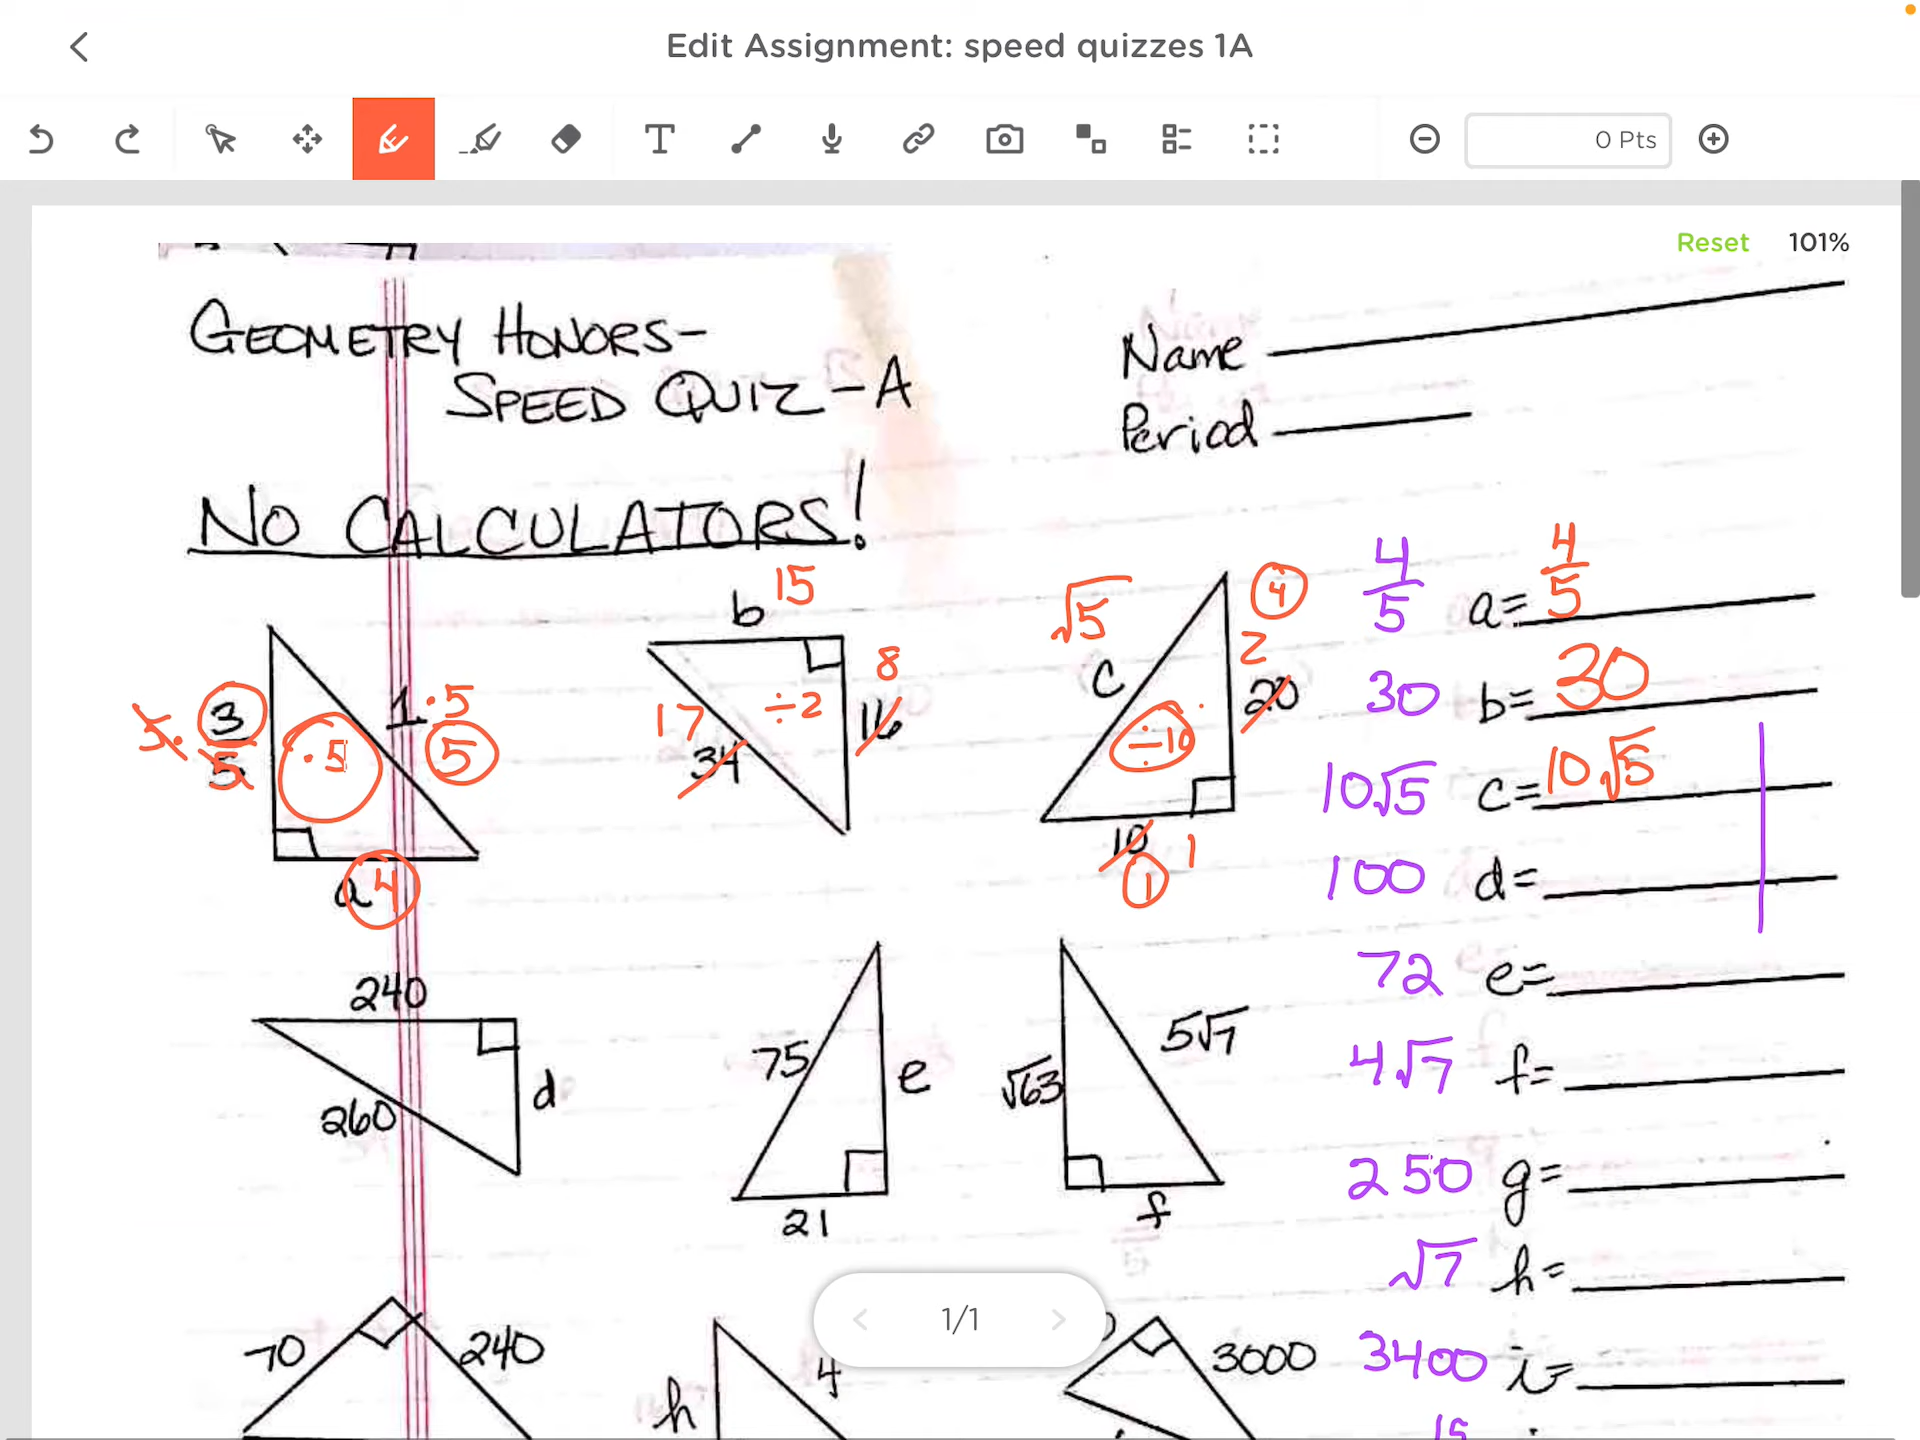 Edit Assignment: speed quizzes 1A
T 0 Pts
Reset 101%
GEOMETRY HONORS-
SPEED QUIZ - A
Name
Period
NO CALCULATORS!
15
b
√5
4
4/5 a= 4/5
5. 3/5
·5
1 ·5
5
a 4
17
34
÷2
8
16
c
÷10
2
20
10 1
1
30 b= 30
10√5 c= 10√5
100 d=
240
260
d
75
e
21
√63
5√7
f
72 e=
4√7 f=
250 g=
√7 h=
1/1
70
240
h
4
3000
3400 i=
15